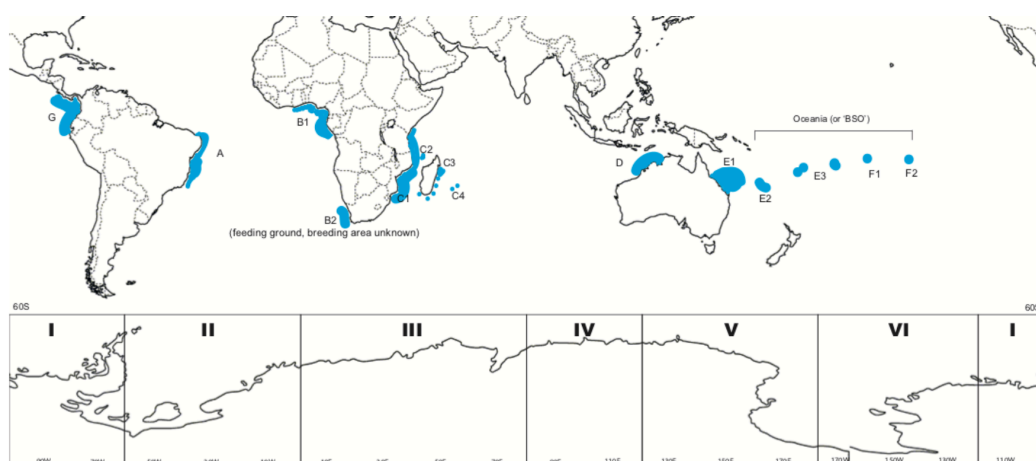 Oceania (or 'BSO')
G
A
B1
C2
C3
C1
C4
B2
(feeding ground, breeding area unknown)
D
E1
E2
E3
F1
F2
60S
60S
I
II
III
IV
V
VI
I